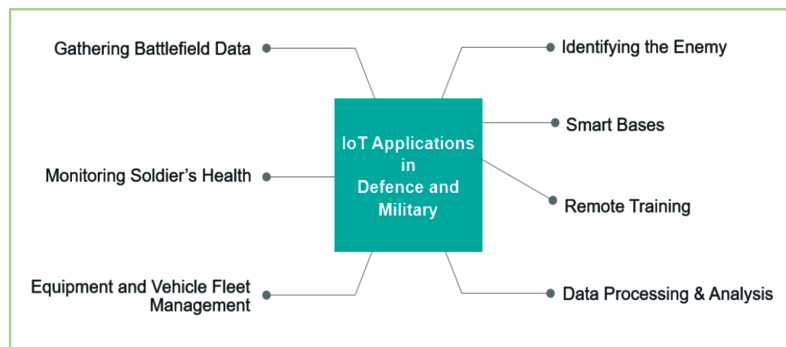 Gathering Battlefield Data
Identifying the Enemy
IoT Applications
in
Defence and
Military
Smart Bases
Monitoring Soldier's Health
Remote Training
Equipment and Vehicle Fleet
Management
Data Processing & Analysis